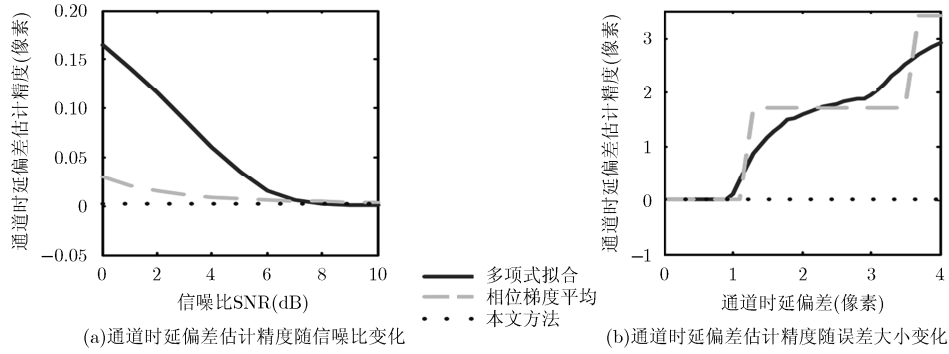 通道时延偏差估计精度(像素)
0.20
0.15
0.10
0.05
0
−0.05
0 2 4 6 8 10
信噪比SNR(dB)
(a)通道时延偏差估计精度随信噪比变化
多项式拟合
相位梯度平均
本文方法
通道时延偏差估计精度(像素)
3
2
1
0
−1
0 1 2 3 4
通道时延偏差(像素)
(b)通道时延偏差估计精度随误差大小变化